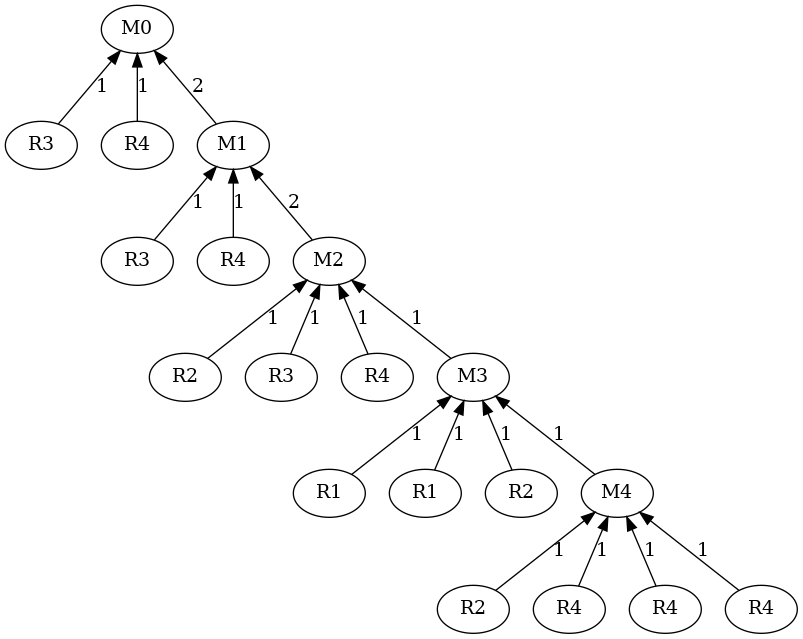 M0
1 1 2
R3 R4 M1
1 1 2
R3 R4 M2
1 1 1 1
R2 R3 R4 M3
1 1 1 1
R1 R1 R2 M4
1 1 1 1
R2 R4 R4 R4